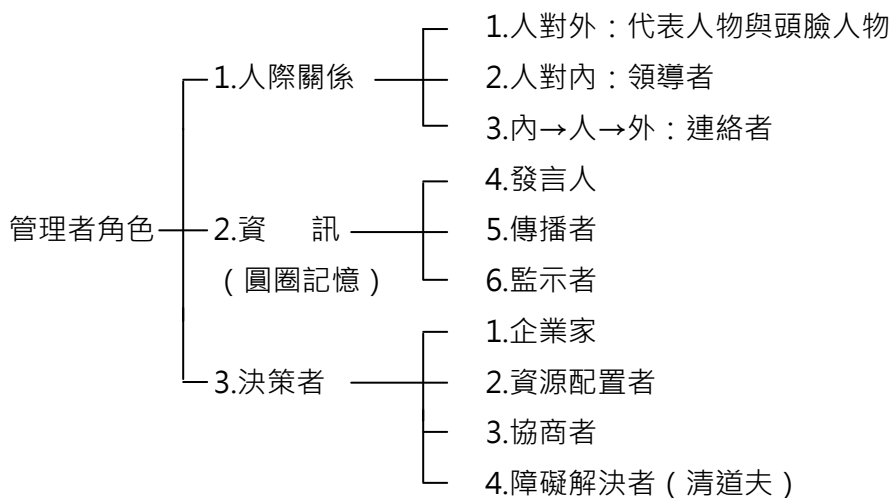 管理者角色
1.人際關係
1.人對外：代表人物與頭臉人物
2.人對內：領導者
3.內→人→外：連絡者
2.資 訊
（圓圈記憶）
4.發言人
5.傳播者
6.監示者
3.決策者
1.企業家
2.資源配置者
3.協商者
4.障礙解決者（清道夫）